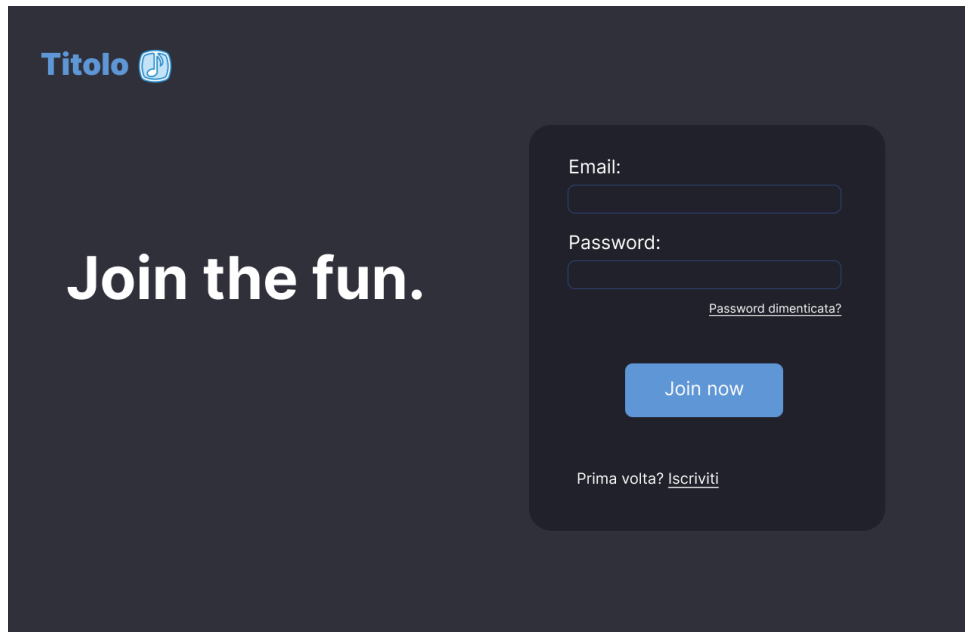 Titolo
Join the fun.
Email:
Password:
Password dimenticata?
Join now
Prima volta? Iscriviti